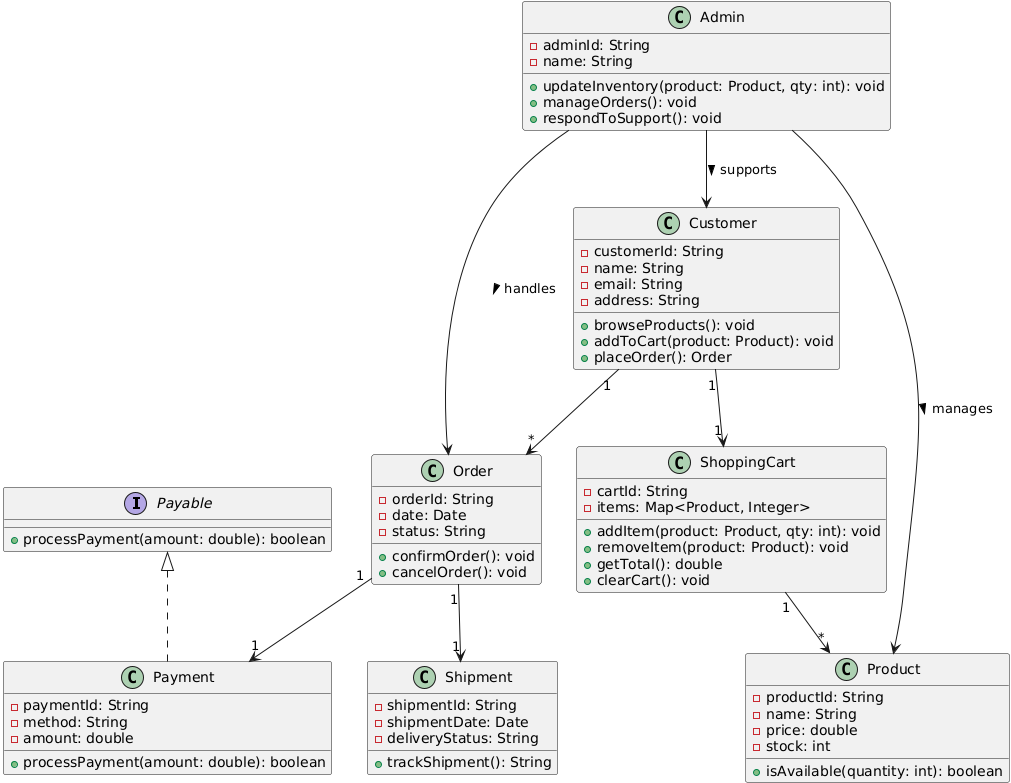 C Admin
adminId: String
name: String
updateInventory(product: Product, qty: int): void
manageOrders(): void
respondToSupport(): void
supports
C Customer
customerId: String
name: String
email: String
address: String
browseProducts(): void
addToCart(product: Product): void
placeOrder(): Order
handles
manages
1
1
*
1
C Order
orderId: String
date: Date
status: String
confirmOrder(): void
cancelOrder(): void
C ShoppingCart
cartId: String
items: Map<Product, Integer>
addItem(product: Product, qty: int): void
removeItem(product: Product): void
getTotal(): double
clearCart(): void
I Payable
processPayment(amount: double): boolean
1
1
1
1
1
*
C Payment
paymentId: String
method: String
amount: double
processPayment(amount: double): boolean
C Shipment
shipmentId: String
shipmentDate: Date
deliveryStatus: String
trackShipment(): String
C Product
productId: String
name: String
price: double
stock: int
isAvailable(quantity: int): boolean